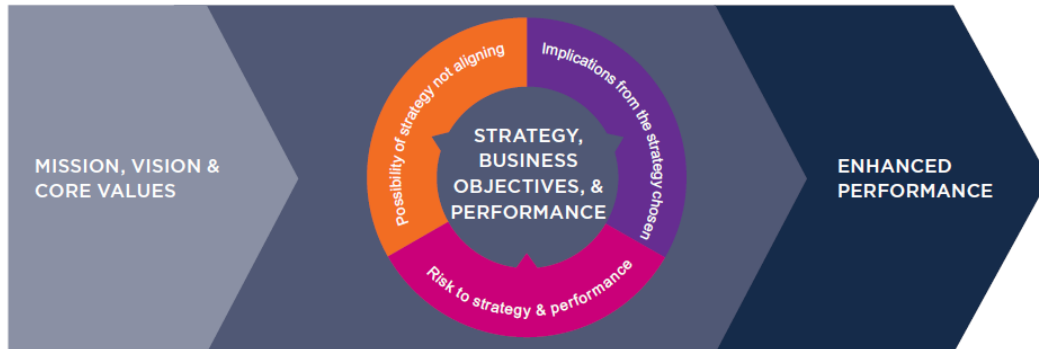 MISSION, VISION &
CORE VALUES
Possibility of strategy not aligning
Implications from the strategy chosen
STRATEGY,
BUSINESS
OBJECTIVES, &
PERFORMANCE
Risk to strategy & performance
ENHANCED
PERFORMANCE